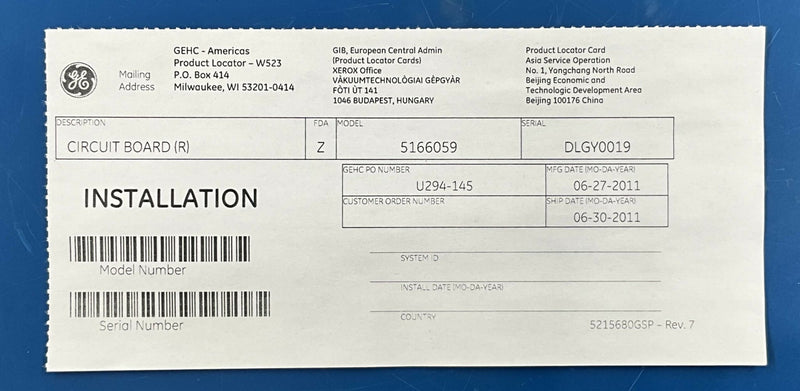 GE
Mailing
Address
GEHC - Americas
Product Locator - W523
P.O. Box 414
Milwaukee, WI 53201-0414
GIB, European Central Admin
(Product Locator Cards)
XEROX Office
VÁKUUMTECHNOLÓGIAI GÉPGYÁR
FÓTI ÚT 141
1046 BUDAPEST, HUNGARY
Product Locator Card
Asia Service Operation
No. 1, Yongchang North Road
Beijing Economic and
Technologic Development Area
Beijing 100176 China
DESCRIPTION
CIRCUIT BOARD (R)
FDA
Z
MODEL
5166059
SERIAL
DLGY0019
GEHC PO NUMBER
U294-145
MFG DATE (MO-DA-YEAR)
06-27-2011
CUSTOMER ORDER NUMBER
SHIP DATE (MO-DA-YEAR)
06-30-2011
INSTALLATION
Model Number
Serial Number
SYSTEM ID
INSTALL DATE (MO-DA-YEAR)
COUNTRY
5215680GSP - Rev. 7